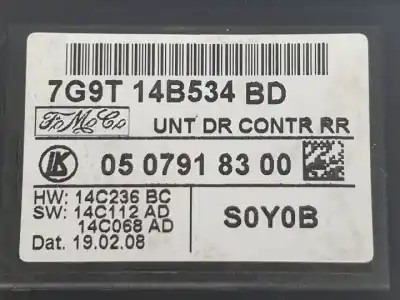 7G9T 14B534 BD
FoMoCo
UNT DR CONTR RR
LK
05 0791 83 00
HW: 14C236 BC
SW: 14C112 AD
14C068 AD
Dat. 19.02.08
S0Y0B